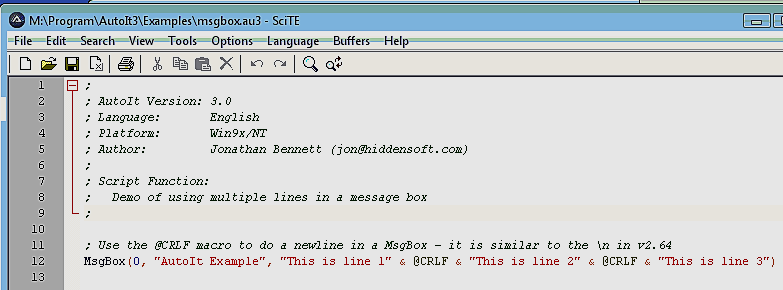 M:\Program\AutoIt3\Examples\msgbox.au3 - SciTE
File Edit Search View Tools Options Language Buffers Help
1 ;
2 ; AutoIt Version: 3.0
3 ; Language:       English
4 ; Platform:       Win9x/NT
5 ; Author:         Jonathan Bennett (jon@hiddensoft.com)
6 ;
7 ; Script Function:
8 ;   Demo of using multiple lines in a message box
9 ;
10
11 ; Use the @CRLF macro to do a newline in a MsgBox - it is similar to the \n in v2.64
12 MsgBox(0, "AutoIt Example", "This is line 1" & @CRLF & "This is line 2" & @CRLF & "This is line 3")
13